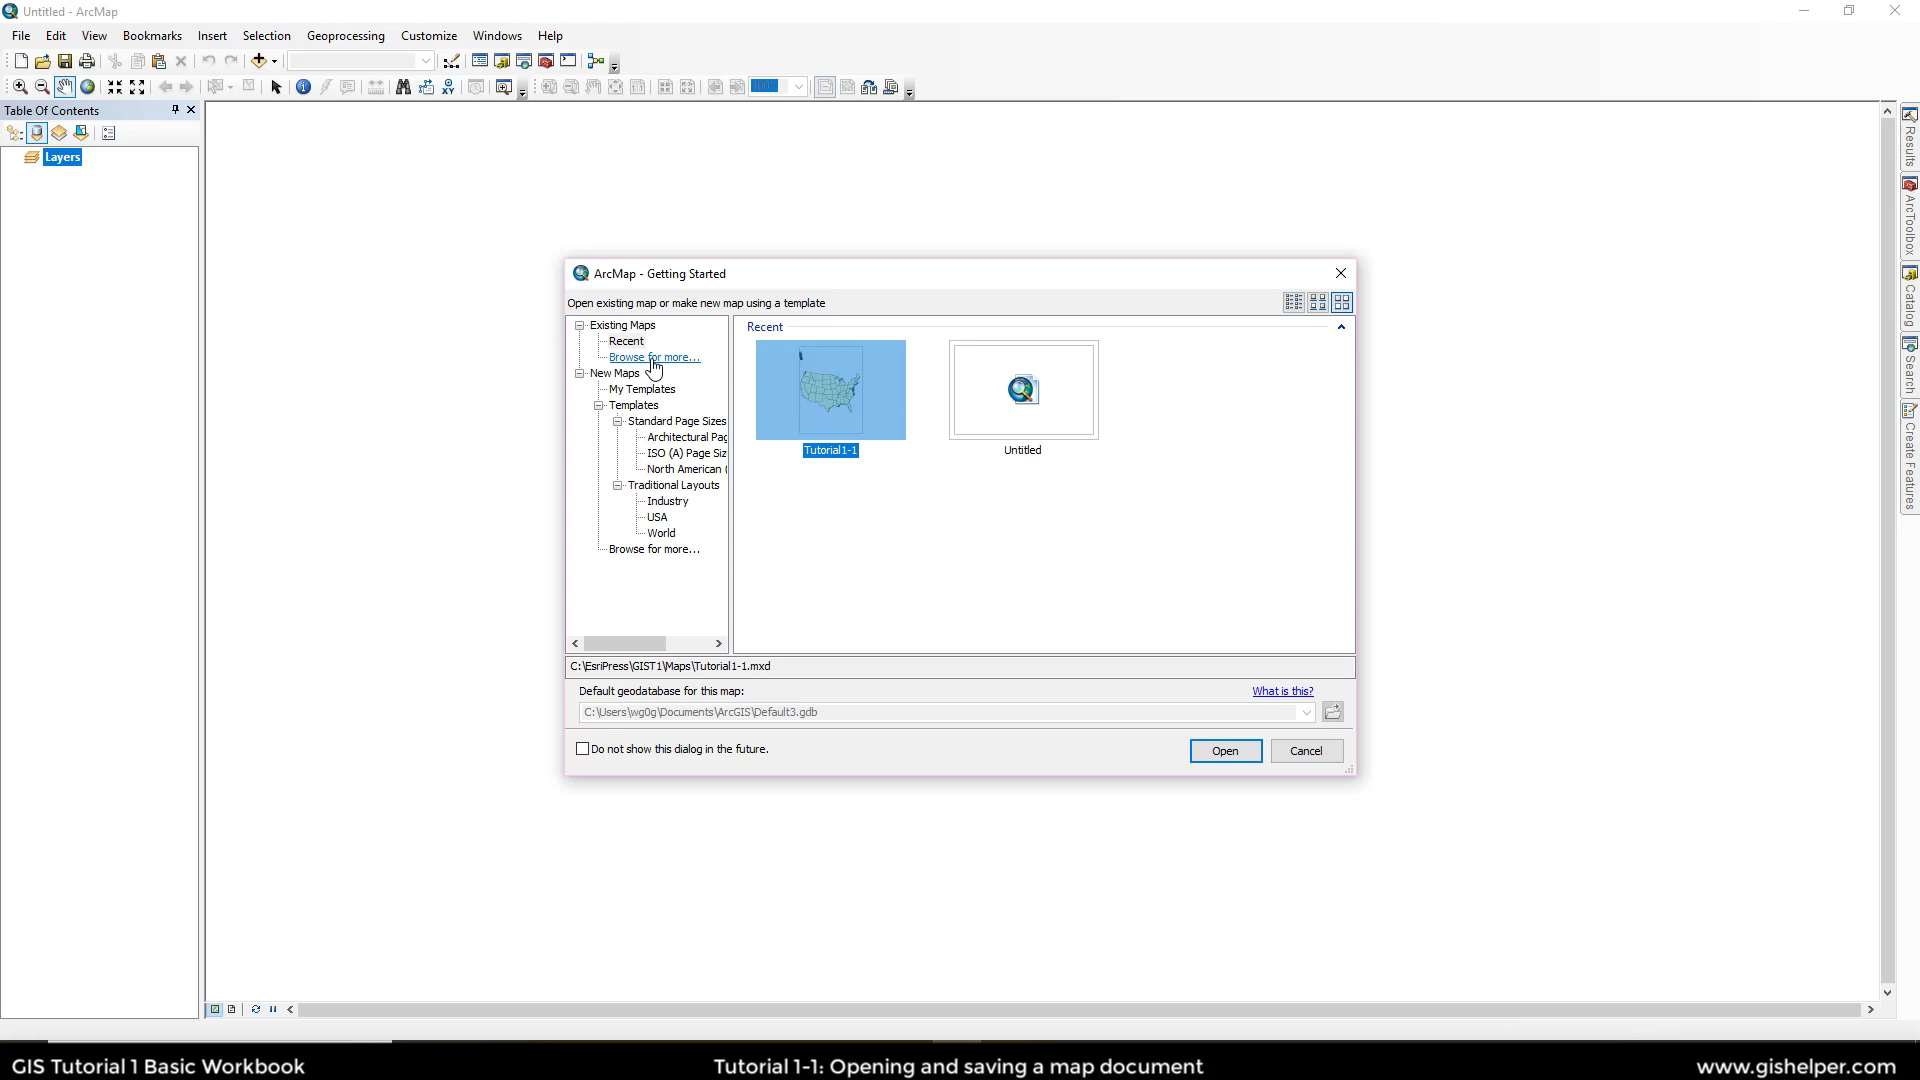 Untitled - ArcMap
File Edit View Bookmarks Insert Selection Geoprocessing Customize Windows Help
Table Of Contents
Layers
Results
ArcToolbox
Catalog
Search
Create Features
ArcMap - Getting Started
Open existing map or make new map using a template
Existing Maps
Recent
Browse for more...
New Maps
My Templates
Templates
Standard Page Sizes
Architectural Pag
ISO (A) Page Siz
North American (
Traditional Layouts
Industry
USA
World
Browse for more...
Recent
Tutorial1-1
Untitled
C:\EsriPress\GIST1\Maps\Tutorial1-1.mxd
Default geodatabase for this map:
What is this?
C:\Users\wg0g\Documents\ArcGIS\Default3.gdb
Do not show this dialog in the future.
Open
Cancel
GIS Tutorial 1 Basic Workbook
Tutorial 1-1: Opening and saving a map document
www.gishelper.com